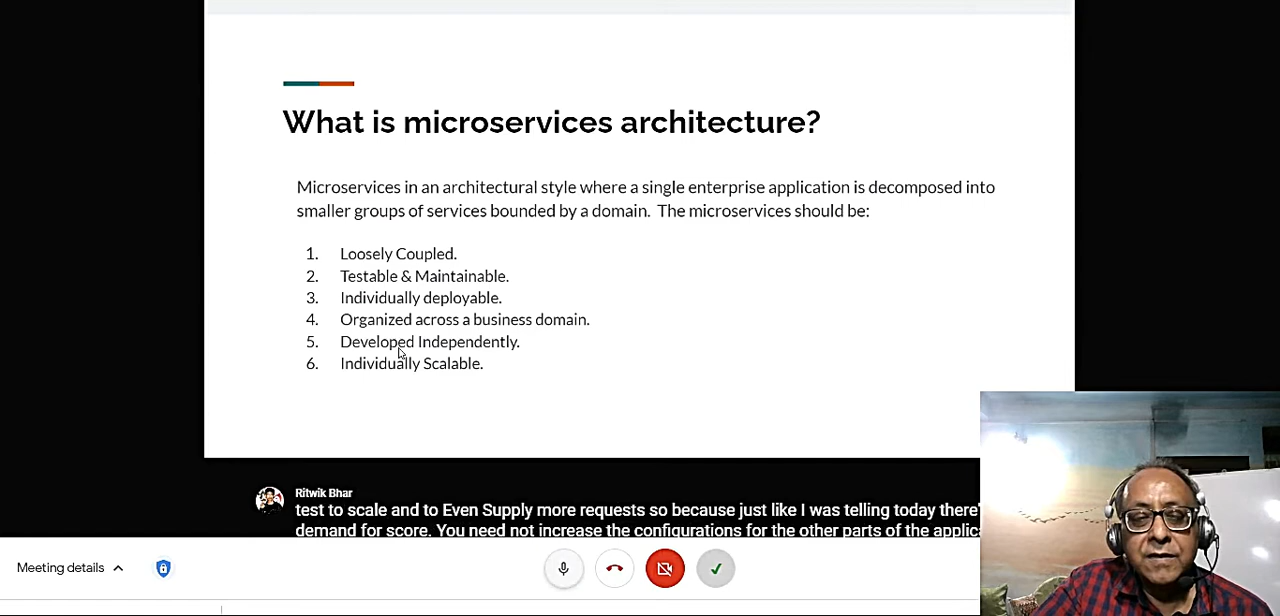 What is microservices architecture?
Microservices in an architectural style where a single enterprise application is decomposed into
smaller groups of services bounded by a domain. The microservices should be:
1. Loosely Coupled.
2. Testable & Maintainable.
3. Individually deployable.
4. Organized across a business domain.
5. Developed Independently.
6. Individually Scalable.
Ritwik Bhar
test to scale and to Even Supply more requests so because just like I was telling today there'
demand for score. You need not increase the configurations for the other parts of the applica
Meeting details